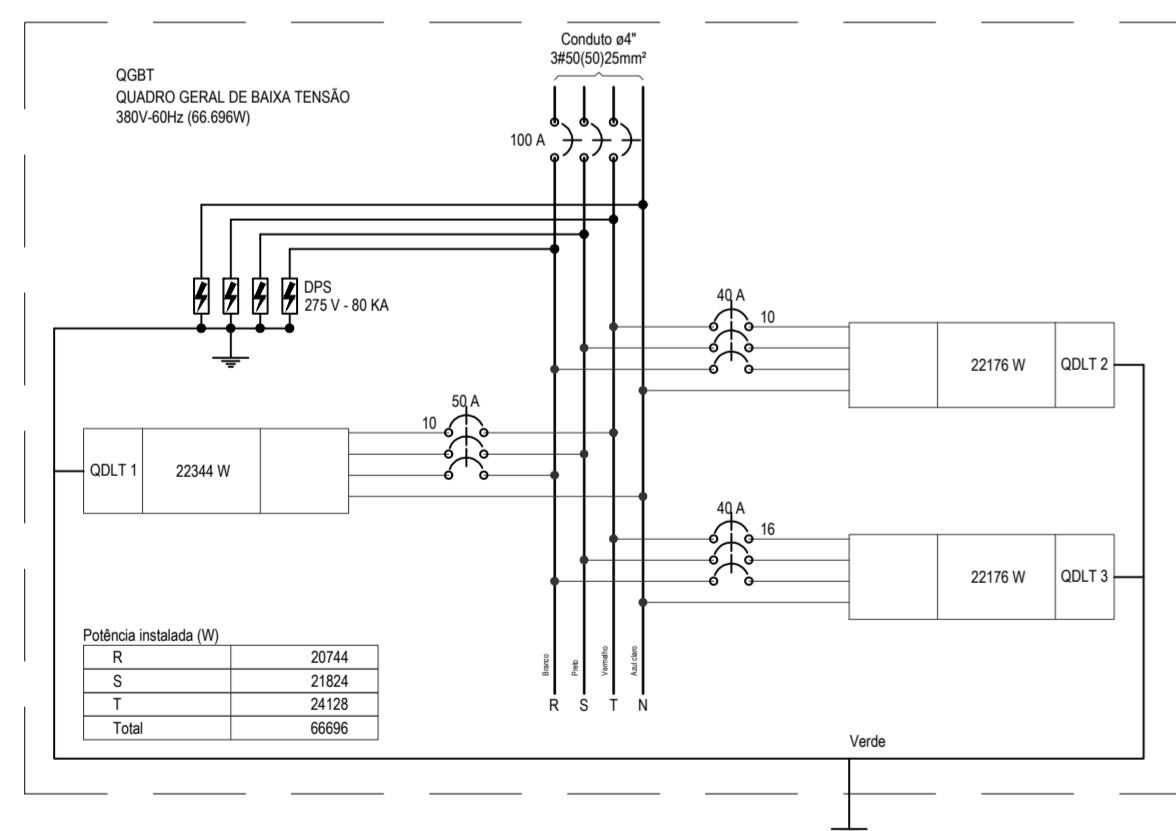 Conduto ø4"
3#50(50)25mm²
QGBT
QUADRO GERAL DE BAIXA TENSÃO
380V-60Hz (66.696W)
100 A
DPS
275 V - 80 KA
40 A
10
22176 W
QDLT 2
50 A
10
QDLT 1
22344 W
40 A
16
22176 W
QDLT 3
Potência instalada (W)
R 20744
S 21824
T 24128
Total 66696
Branco
Preto
Vermelho
Azul claro
R S T N
Verde